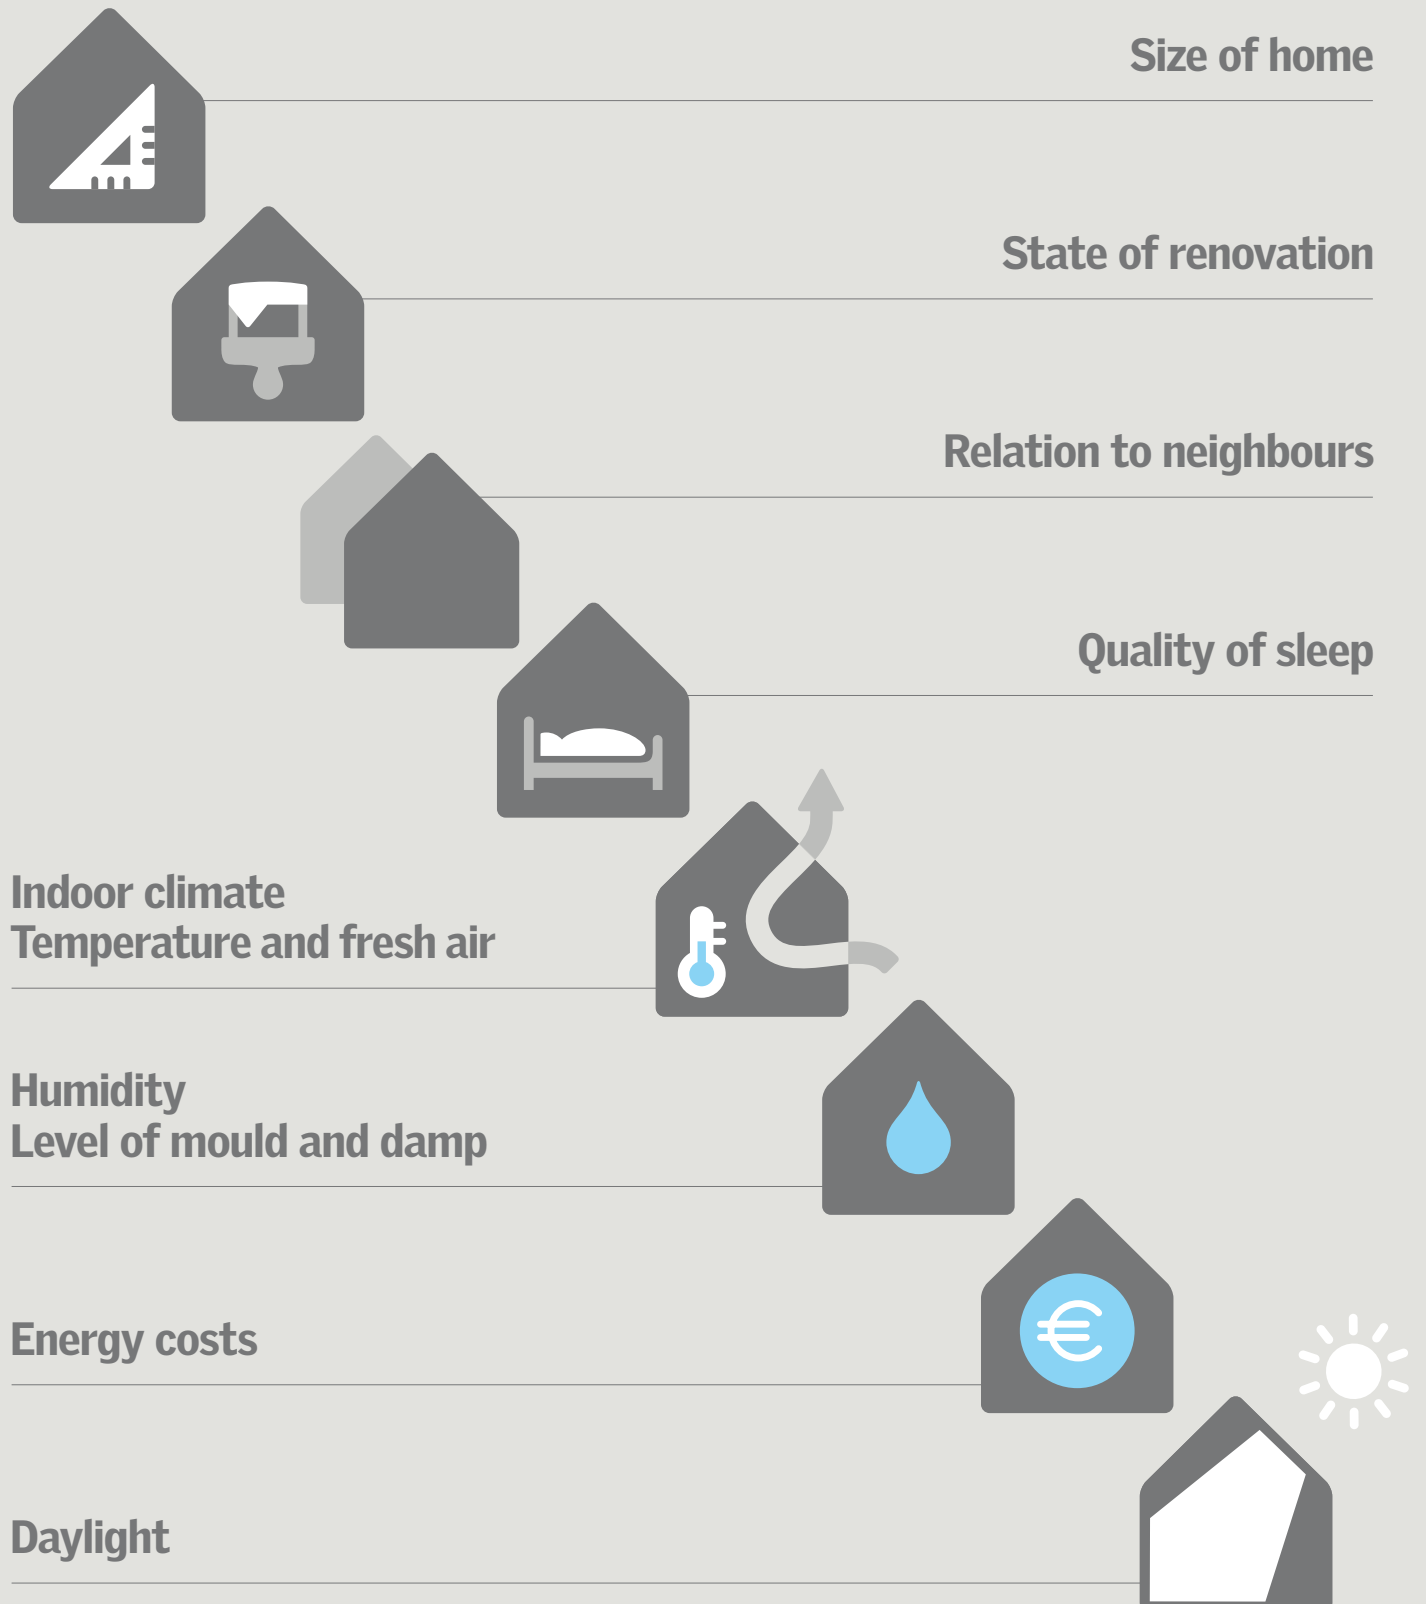 Size of home
State of renovation
Relation to neighbours
Quality of sleep
Indoor climate
Temperature and fresh air
Humidity
Level of mould and damp
€
Energy costs
Daylight